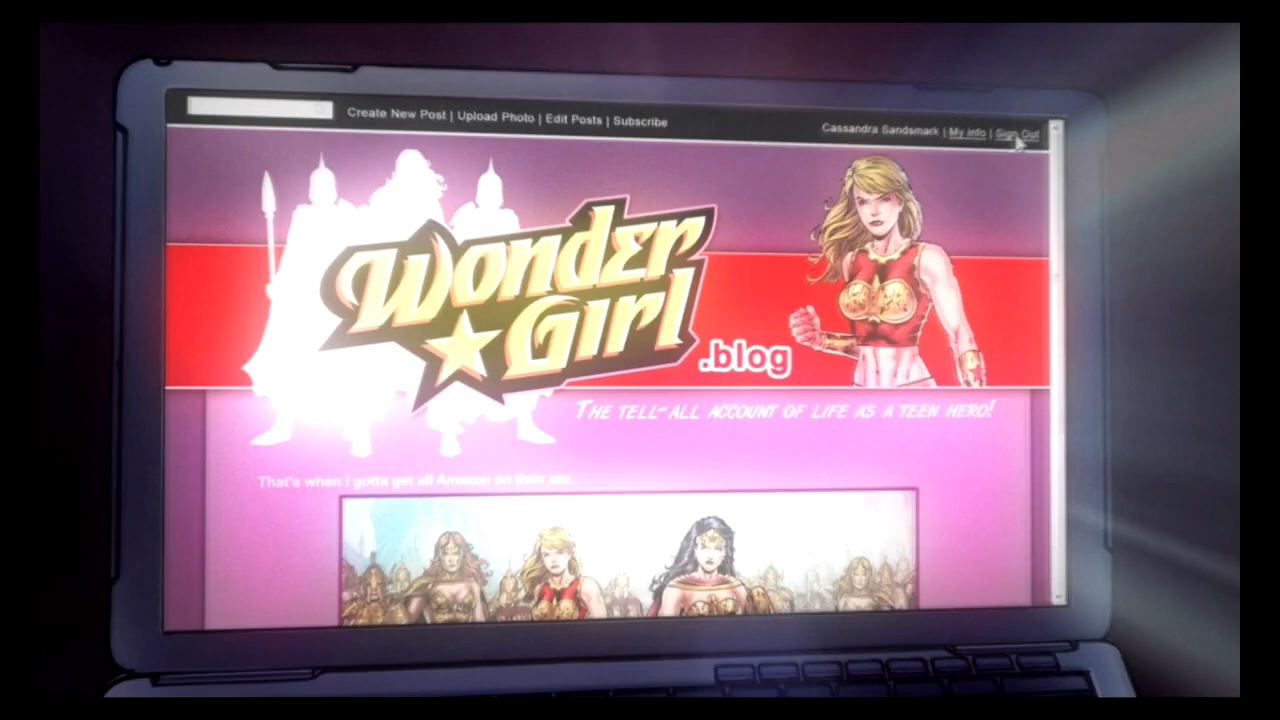 Create New Post | Upload Photo | Edit Posts | Subscribe
Cassandra Sandsmark | My info | Sign Out
Wonder
Girl
.blog
THE TELL-ALL ACCOUNT OF LIFE AS A TEEN HERO!
That's when I gotta get all Amazon on their ass.